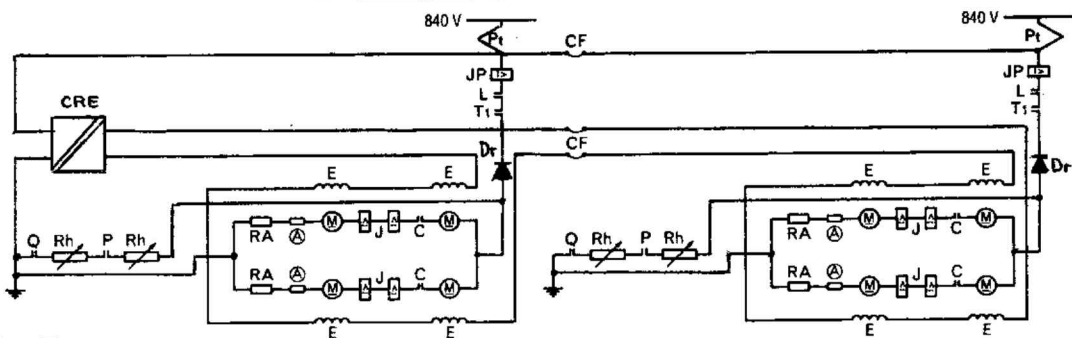 840 V 840 V
Pt CF Pt
JP JP
L L
CRE T1 T1
CF
Dr CF Dr
E E E E
Q Rh P Rh RA A M J C M Q Rh P Rh RA A M J C M
RA A M J C M RA A M J C M
E E E E